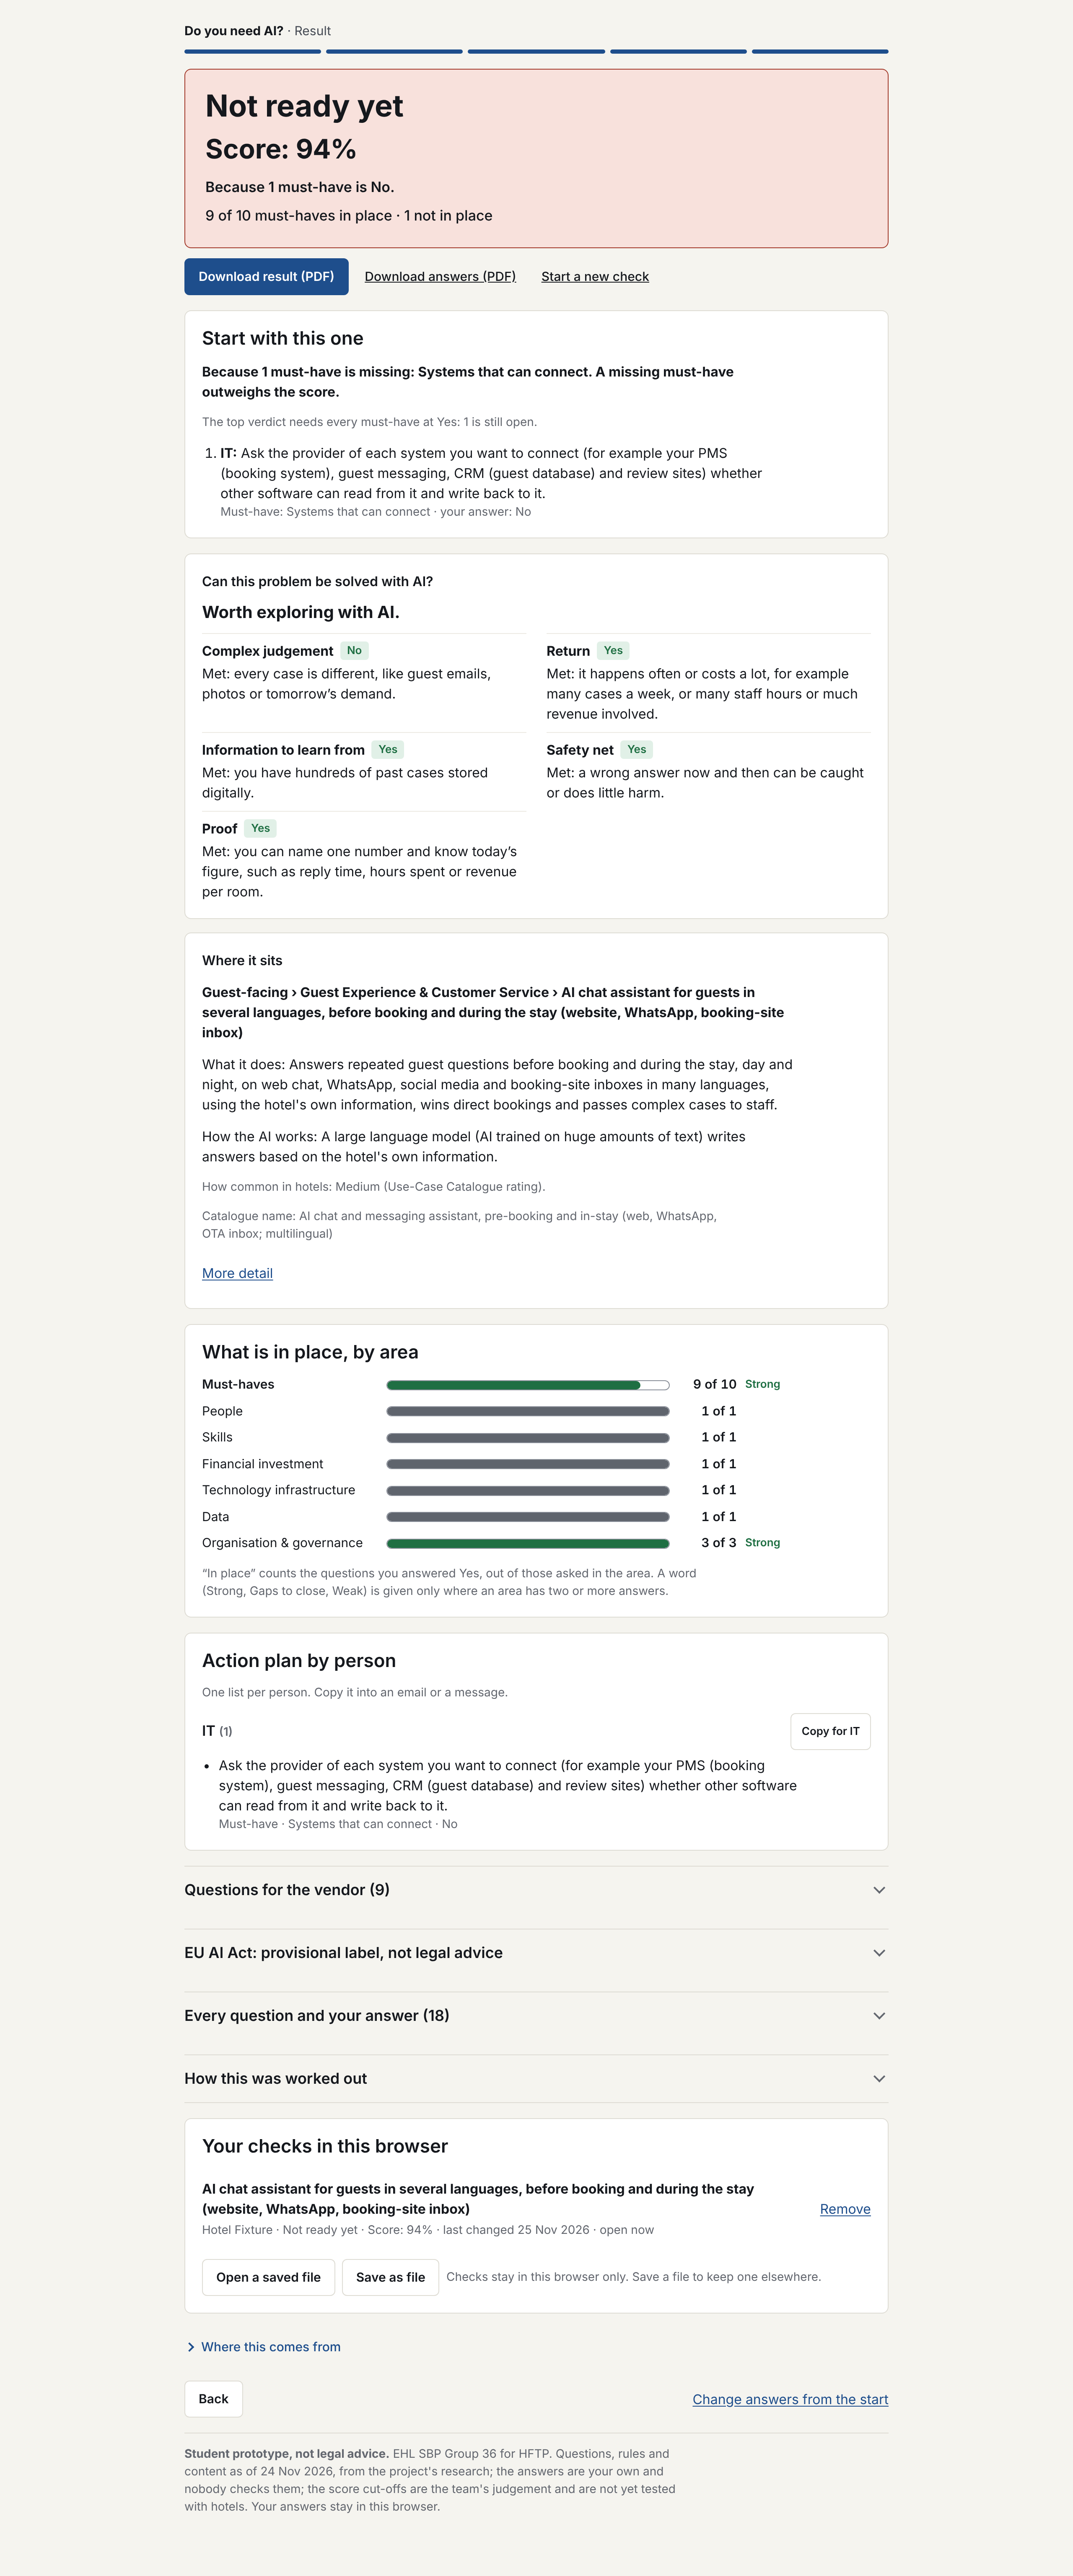 Do you need AI? · Result
Not ready yet
Score: 94%
Because 1 must-have is No.
9 of 10 must-haves in place · 1 not in place
Download result (PDF)
Download answers (PDF)
Start a new check
Start with this one
Because 1 must-have is missing: Systems that can connect. A missing must-have
outweighs the score.
The top verdict needs every must-have at Yes: 1 is still open.
1. IT: Ask the provider of each system you want to connect (for example your PMS
(booking system), guest messaging, CRM (guest database) and review sites) whether
other software can read from it and write back to it.
Must-have: Systems that can connect · your answer: No
Can this problem be solved with AI?
Worth exploring with AI.
Complex judgement No
Met: every case is different, like guest emails,
photos or tomorrow’s demand.
Return Yes
Met: it happens often or costs a lot, for example
many cases a week, or many staff hours or much
revenue involved.
Information to learn from Yes
Met: you have hundreds of past cases stored
digitally.
Safety net Yes
Met: a wrong answer now and then can be caught
or does little harm.
Proof Yes
Met: you can name one number and know today’s
figure, such as reply time, hours spent or revenue
per room.
Where it sits
Guest-facing › Guest Experience & Customer Service › AI chat assistant for guests in
several languages, before booking and during the stay (website, WhatsApp, booking-site
inbox)
What it does: Answers repeated guest questions before booking and during the stay, day and
night, on web chat, WhatsApp, social media and booking-site inboxes in many languages,
using the hotel's own information, wins direct bookings and passes complex cases to staff.
How the AI works: A large language model (AI trained on huge amounts of text) writes
answers based on the hotel's own information.
How common in hotels: Medium (Use-Case Catalogue rating).
Catalogue name: AI chat and messaging assistant, pre-booking and in-stay (web, WhatsApp,
OTA inbox; multilingual)
More detail
What is in place, by area
Must-haves 9 of 10 Strong
People 1 of 1
Skills 1 of 1
Financial investment 1 of 1
Technology infrastructure 1 of 1
Data 1 of 1
Organisation & governance 3 of 3 Strong
“In place” counts the questions you answered Yes, out of those asked in the area. A word
(Strong, Gaps to close, Weak) is given only where an area has two or more answers.
Action plan by person
One list per person. Copy it into an email or a message.
IT (1)
Copy for IT
• Ask the provider of each system you want to connect (for example your PMS (booking
system), guest messaging, CRM (guest database) and review sites) whether other software
can read from it and write back to it.
Must-have · Systems that can connect · No
Questions for the vendor (9)
EU AI Act: provisional label, not legal advice
Every question and your answer (18)
How this was worked out
Your checks in this browser
AI chat assistant for guests in several languages, before booking and during the stay
(website, WhatsApp, booking-site inbox)
Remove
Hotel Fixture · Not ready yet · Score: 94% · last changed 25 Nov 2026 · open now
Open a saved file
Save as file
Checks stay in this browser only. Save a file to keep one elsewhere.
Where this comes from
Back
Change answers from the start
Student prototype, not legal advice. EHL SBP Group 36 for HFTP. Questions, rules and
content as of 24 Nov 2026, from the project's research; the answers are your own and
nobody checks them; the score cut-offs are the team's judgement and are not yet tested
with hotels. Your answers stay in this browser.